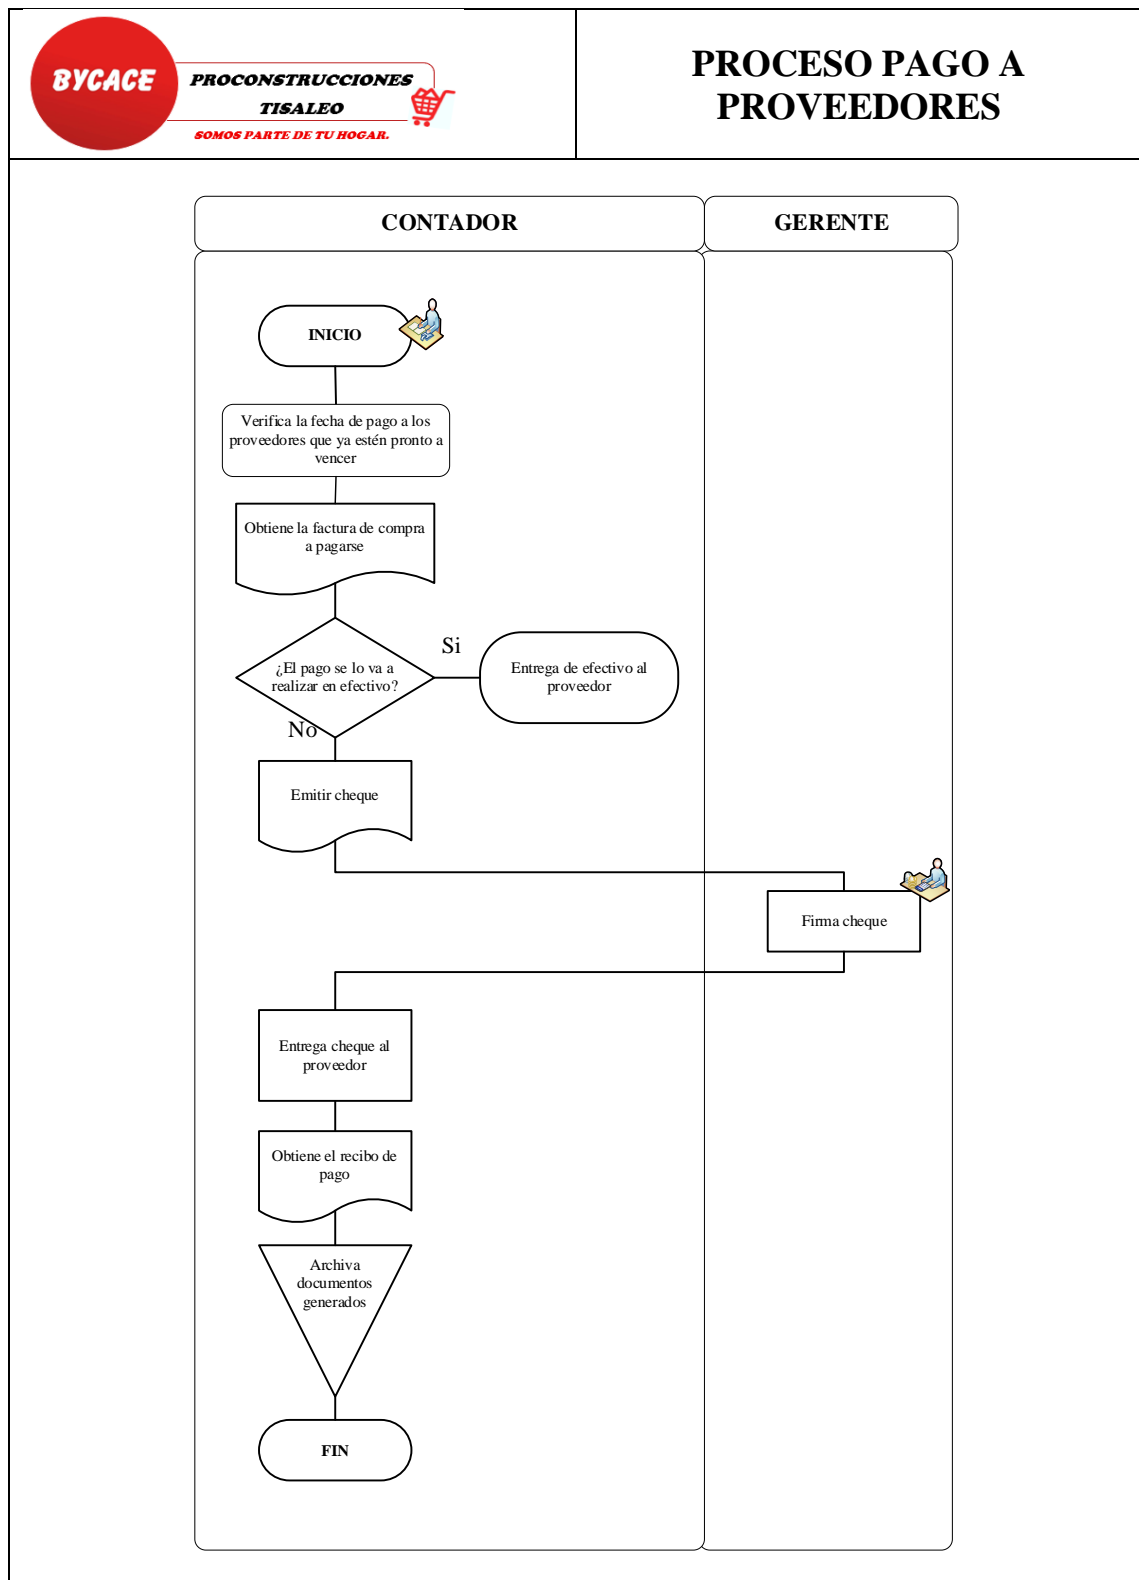 BYCACE
PROCONSTRUCCIONES
TISALEO
SOMOS PARTE DE TU HOGAR.
PROCESO PAGO A
PROVEEDORES
CONTADOR
GERENTE
INICIO
Verifica la fecha de pago a los
proveedores que ya estén pronto a
vencer
Obtiene la factura de compra
a pagarse
¿El pago se lo va a
realizar en efectivo?
Si
Entrega de efectivo al
proveedor
No
Emitir cheque
Firma cheque
Entrega cheque al
proveedor
Obtiene el recibo de
pago
Archiva
documentos
generados
FIN